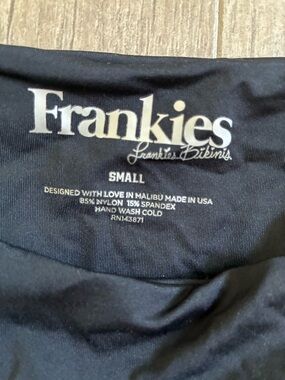 Frankies
Frankies Bikinis
SMALL
DESIGNED WITH LOVE IN MALIBU MADE IN USA
85% NYLON 15% SPANDEX
HAND WASH COLD
RN143871